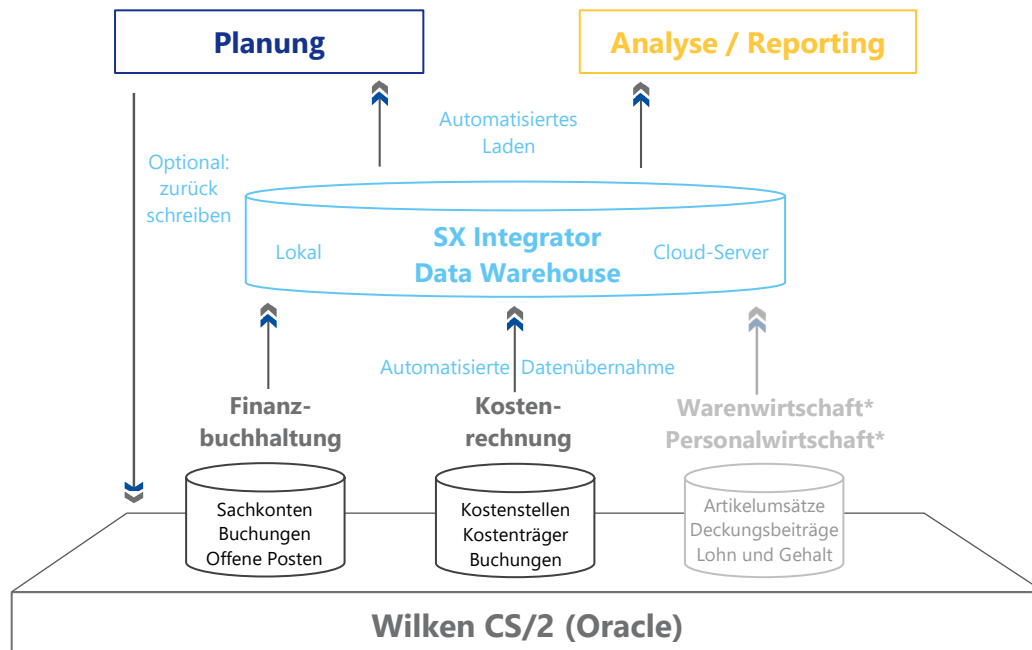 Planung
Analyse / Reporting
Automatisiertes
Laden
Optional:
zurück
schreiben
SX Integrator
Data Warehouse
Lokal
Cloud-Server
Automatisierte Datenübernahme
Finanz-
buchhaltung
Kosten-
rechnung
Warenwirtschaft*
Personalwirtschaft*
Sachkonten
Buchungen
Offene Posten
Kostenstellen
Kostenträger
Buchungen
Artikelumsätze
Deckungsbeiträge
Lohn und Gehalt
Wilken CS/2 (Oracle)